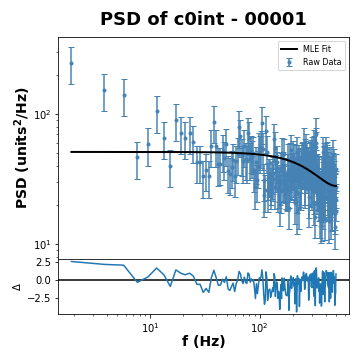 PSD of c0int - 00001
MLE Fit
Raw Data
PSD (units²/Hz)
10²
10¹
2.5
0.0
−2.5
Δ
10¹
10²
f (Hz)